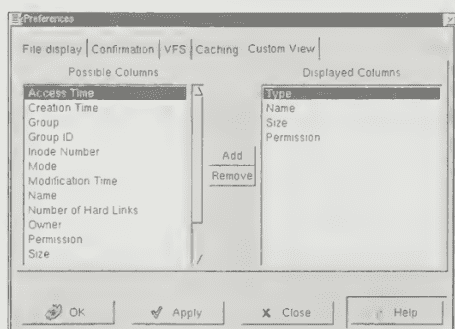 Preferences
File display
Confirmation
VFS
Caching
Custom View
Possible Columns
Access Time
Creation Time
Group
Group ID
Inode Number
Mode
Modification Time
Name
Number of Hard Links
Owner
Permission
Size
Add
Remove
Displayed Columns
Type
Name
Size
Permission
OK
Apply
Close
Help